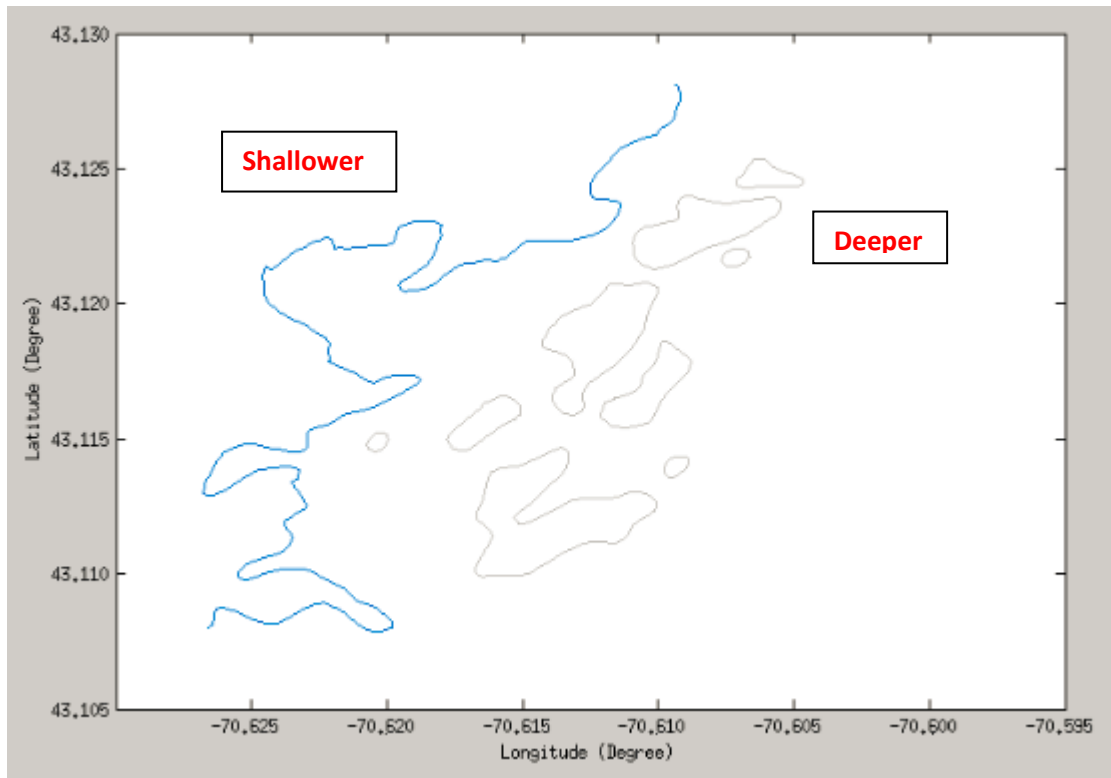 43.130
43.125
43.120
43.115
43.110
43.105
Latitude (Degree)
Shallower
Deeper
-70.625 -70.620 -70.615 -70.610 -70.605 -70.600 -70.595
Longitude (Degree)